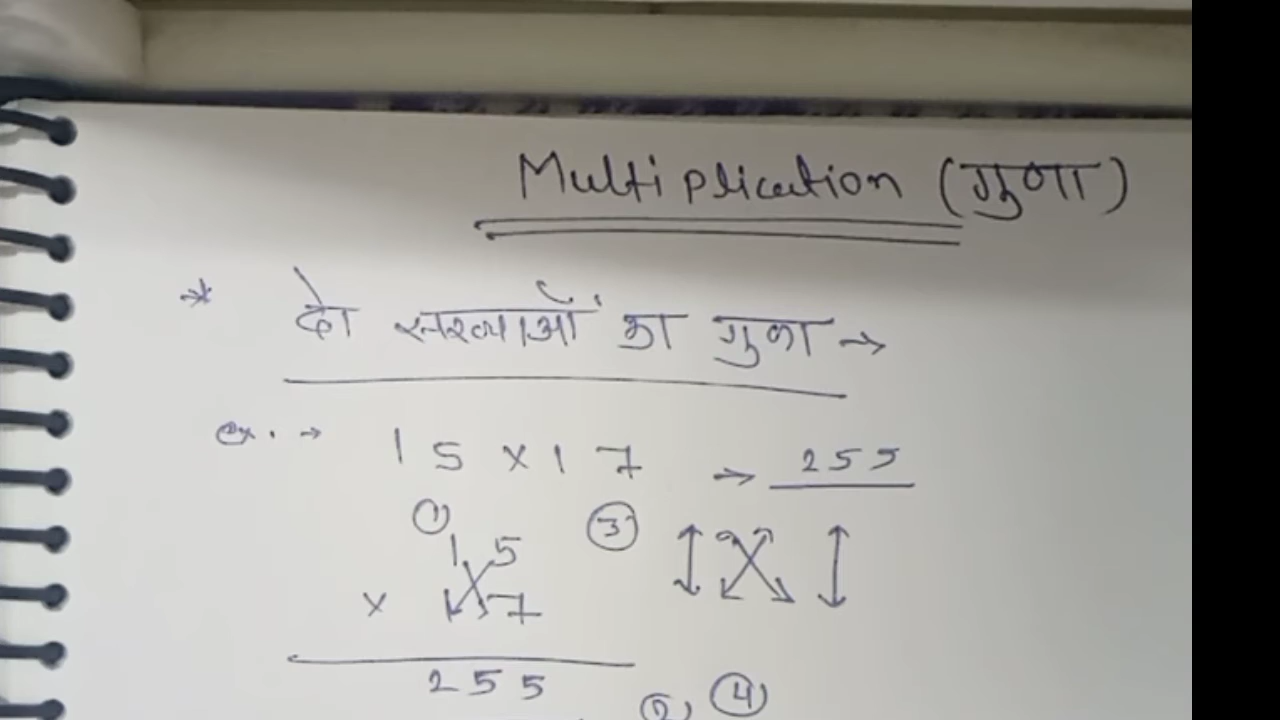 Multiplication (गुणा)
* दो संख्याओं का गुणा →
ex. → 15 x 17 → 255
① ③
15
x 17
255
② ④